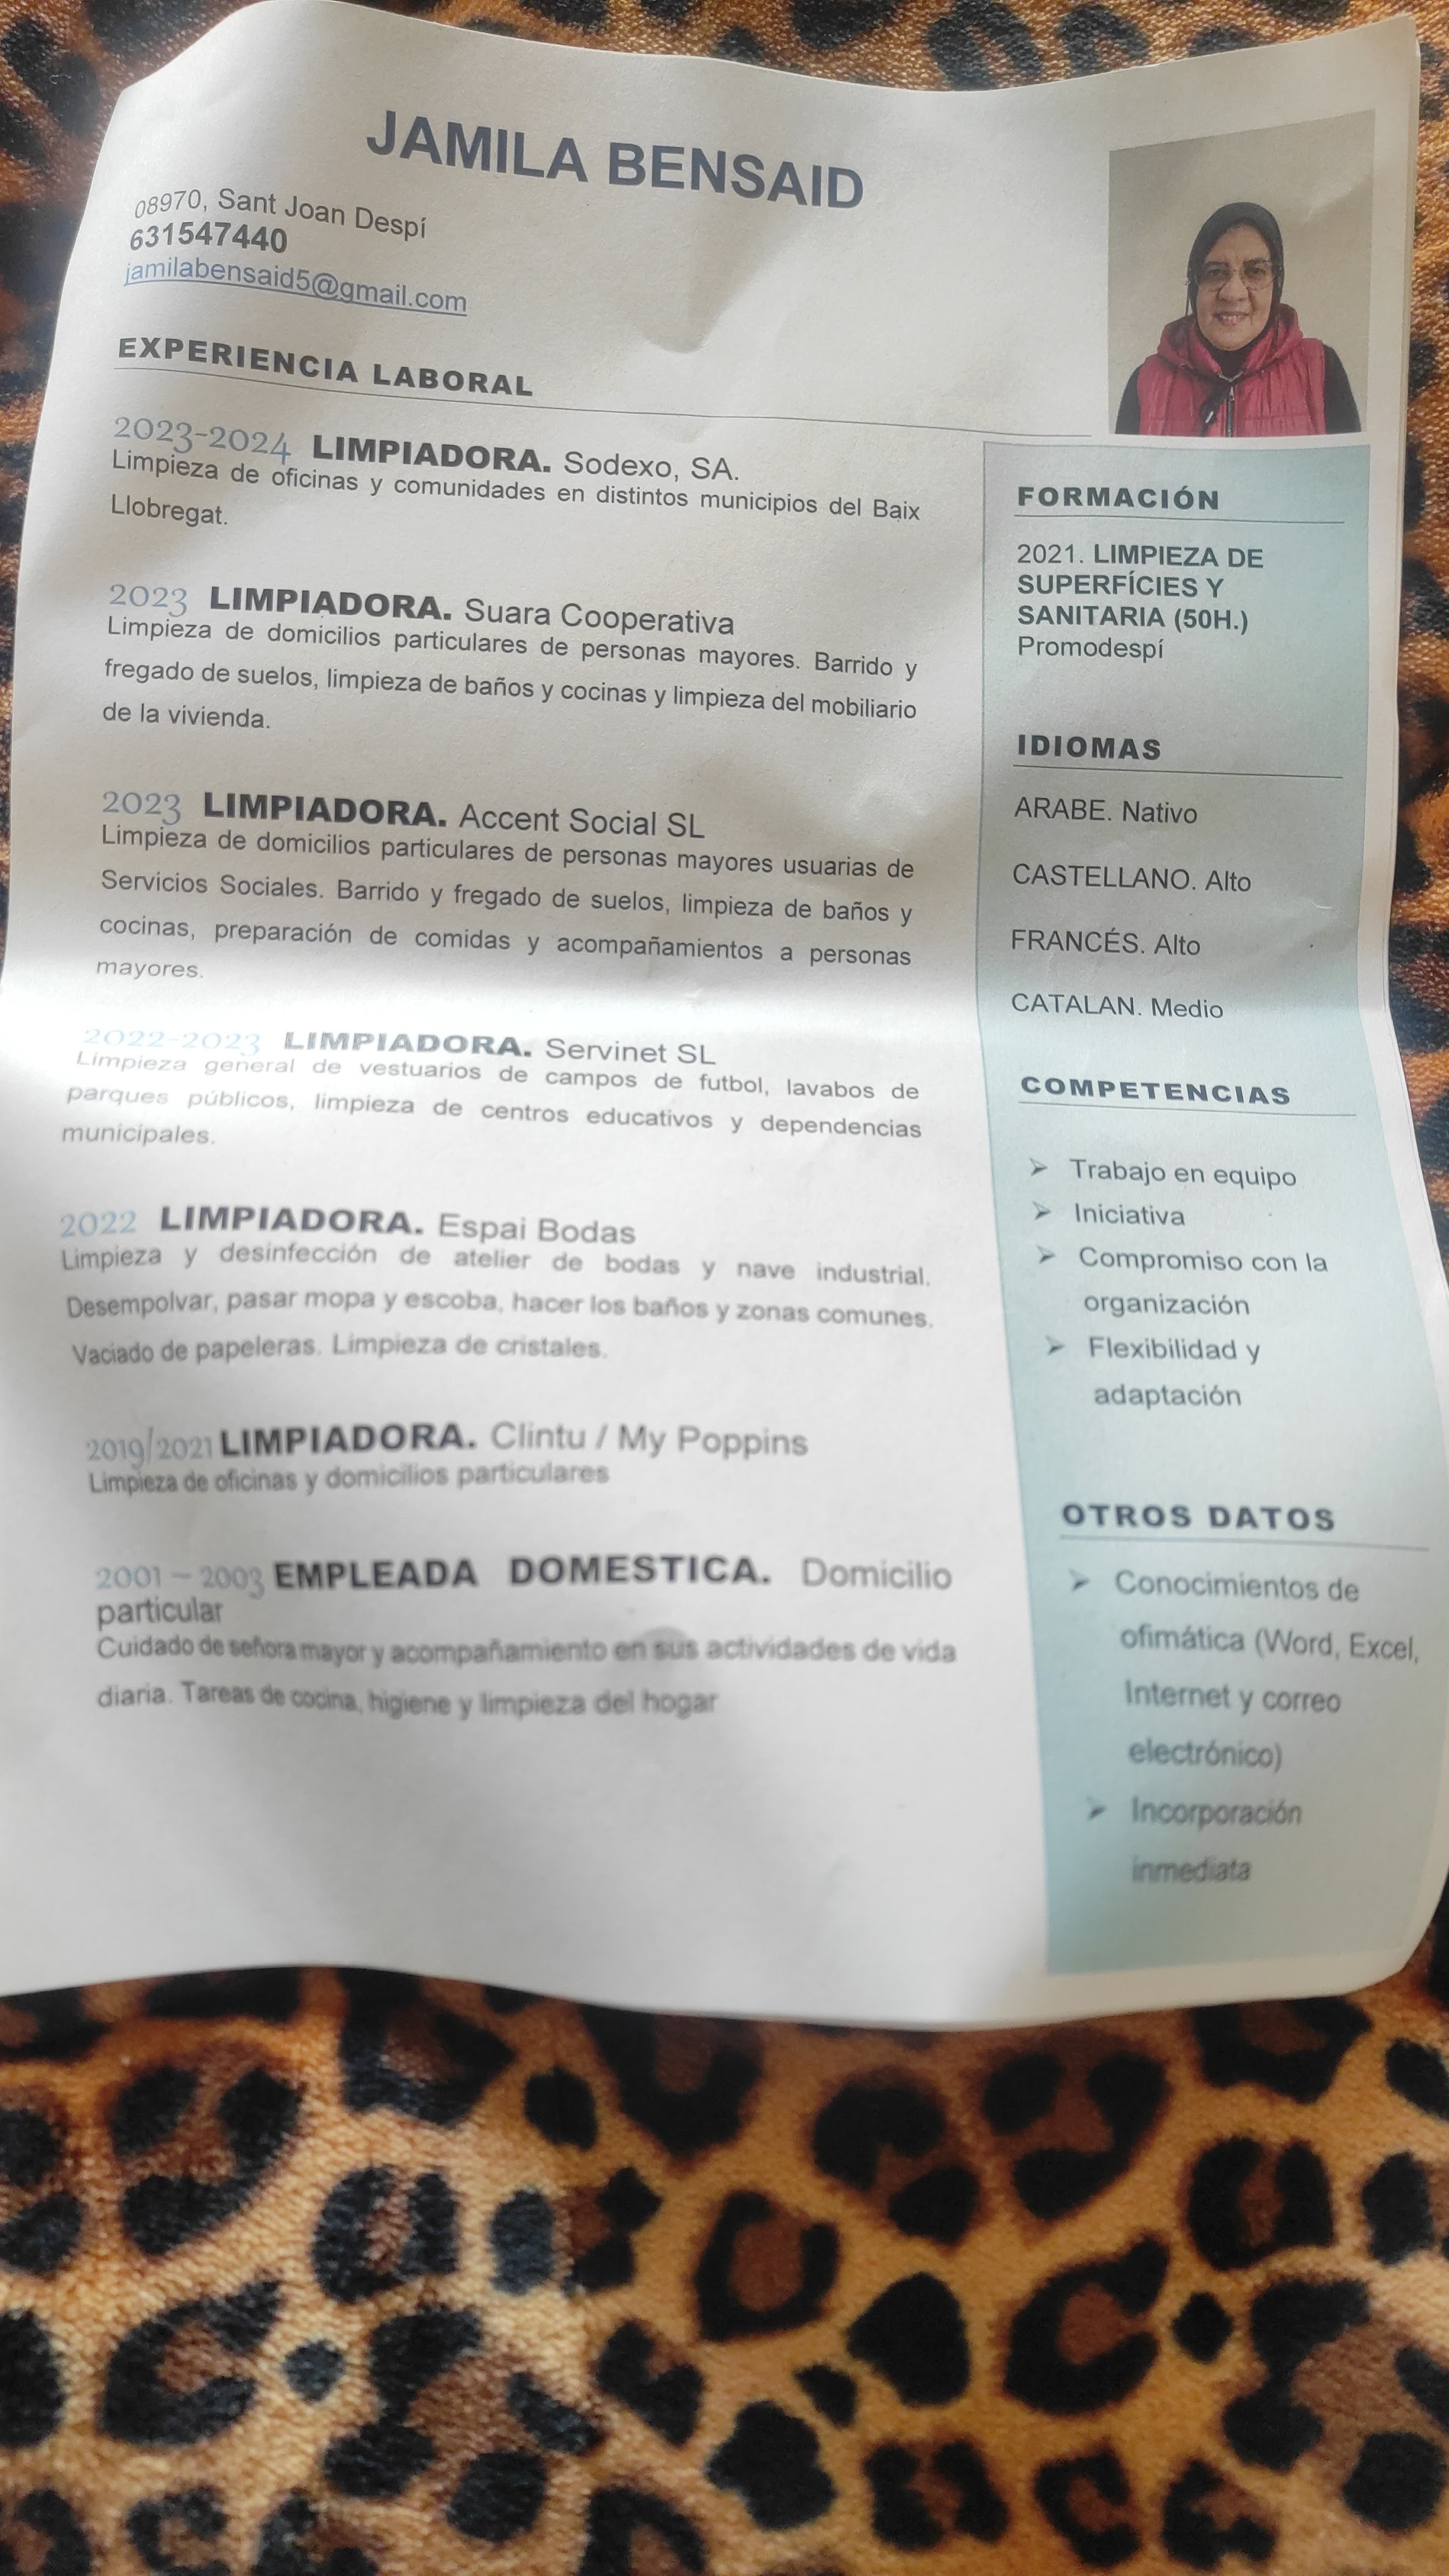 JAMILA BENSAID
08970, Sant Joan Despí
631547440
jamilabensaid5@gmail.com
EXPERIENCIA LABORAL
2023-2024 LIMPIADORA. Sodexo, SA.
Limpieza de oficinas y comunidades en distintos municipios del Baix
Llobregat.
2023 LIMPIADORA. Suara Cooperativa
Limpieza de domicilios particulares de personas mayores. Barrido y
fregado de suelos, limpieza de baños y cocinas y limpieza del mobiliario
de la vivienda.
2023 LIMPIADORA. Accent Social SL
Limpieza de domicilios particulares de personas mayores usuarias de
Servicios Sociales. Barrido y fregado de suelos, limpieza de baños y
cocinas, preparación de comidas y acompañamientos a personas
mayores.
2022-2023 LIMPIADORA. Servinet SL
Limpieza general de vestuarios de campos de futbol, lavabos de
parques públicos, limpieza de centros educativos y dependencias
municipales.
2022 LIMPIADORA. Espai Bodas
Limpieza y desinfección de atelier de bodas y nave industrial.
Desempolvar, pasar mopa y escoba, hacer los baños y zonas comunes.
Vaciado de papeleras. Limpieza de cristales.
2019/2021 LIMPIADORA. Clintu / My Poppins
Limpieza de oficinas y domicilios particulares
2001 – 2003 EMPLEADA DOMESTICA. Domicilio
particular
Cuidado de señora mayor y acompañamiento en sus actividades de vida
diaria. Tareas de cocina, higiene y limpieza del hogar
FORMACIÓN
2021. LIMPIEZA DE
SUPERFÍCIES Y
SANITARIA (50H.)
Promodespí
IDIOMAS
ARABE. Nativo
CASTELLANO. Alto
FRANCÉS. Alto
CATALAN. Medio
COMPETENCIAS
➢ Trabajo en equipo
➢ Iniciativa
➢ Compromiso con la
organización
➢ Flexibilidad y
adaptación
OTROS DATOS
➢ Conocimientos de
ofimática (Word, Excel,
Internet y correo
electrónico)
➢ Incorporación
inmediata